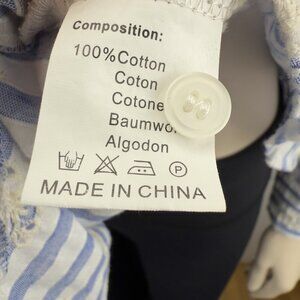 Composition:
100%Cotton
Coton
Cotone
Baumwo
Algodon
P
MADE IN CHINA